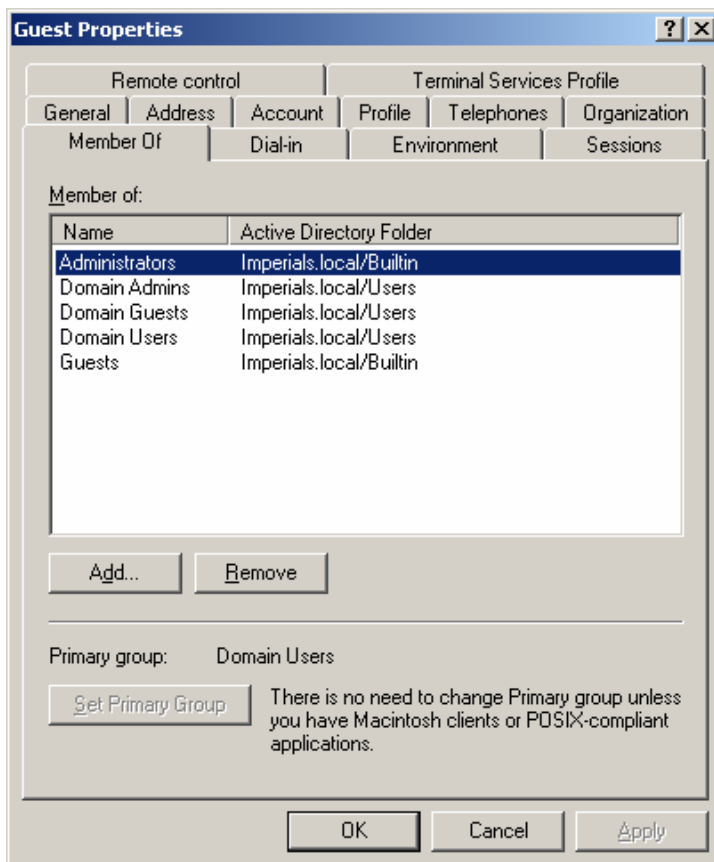 Guest Properties
? X
Remote control Terminal Services Profile
General Address Account Profile Telephones Organization
Member Of Dial-in Environment Sessions
Member of:
Name Active Directory Folder
Administrators Imperials.local/Builtin
Domain Admins Imperials.local/Users
Domain Guests Imperials.local/Users
Domain Users Imperials.local/Users
Guests Imperials.local/Builtin
Add... Remove
Primary group: Domain Users
Set Primary Group
There is no need to change Primary group unless
you have Macintosh clients or POSIX-compliant
applications.
OK Cancel Apply